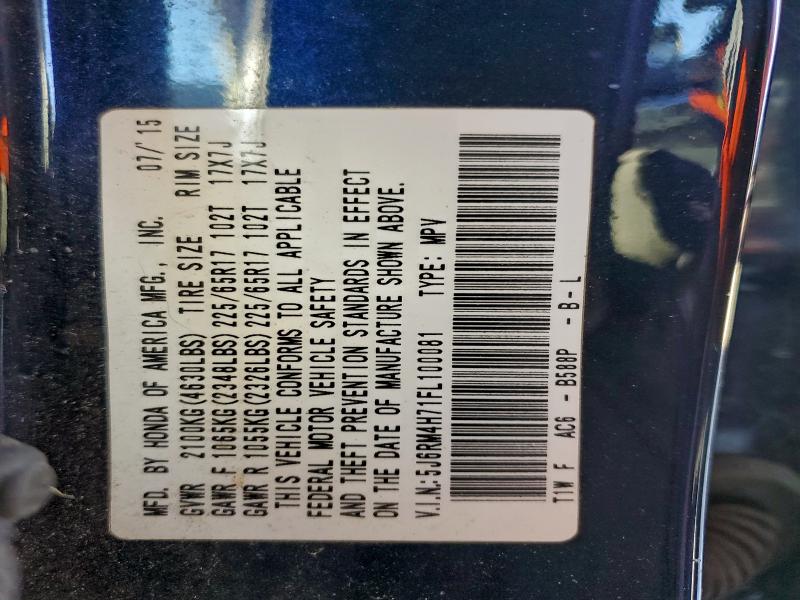 MFD. BY HONDA OF AMERICA MFG., INC. 07/'15
GVWR 2100KG(4630LBS) TIRE SIZE RIM SIZE
GAWR F 1065KG(2348LBS) 225/65R17 102T 17X7J
GAWR R 1055KG(2326LBS) 225/65R17 102T 17X7J
THIS VEHICLE CONFORMS TO ALL APPLICABLE
FEDERAL MOTOR VEHICLE SAFETY
AND THEFT PREVENTION STANDARDS IN EFFECT
ON THE DATE OF MANUFACTURE SHOWN ABOVE.
V.I.N:5J6RM4H71FL100081 TYPE: MPV
T1W F AC6 - B588P - B - L